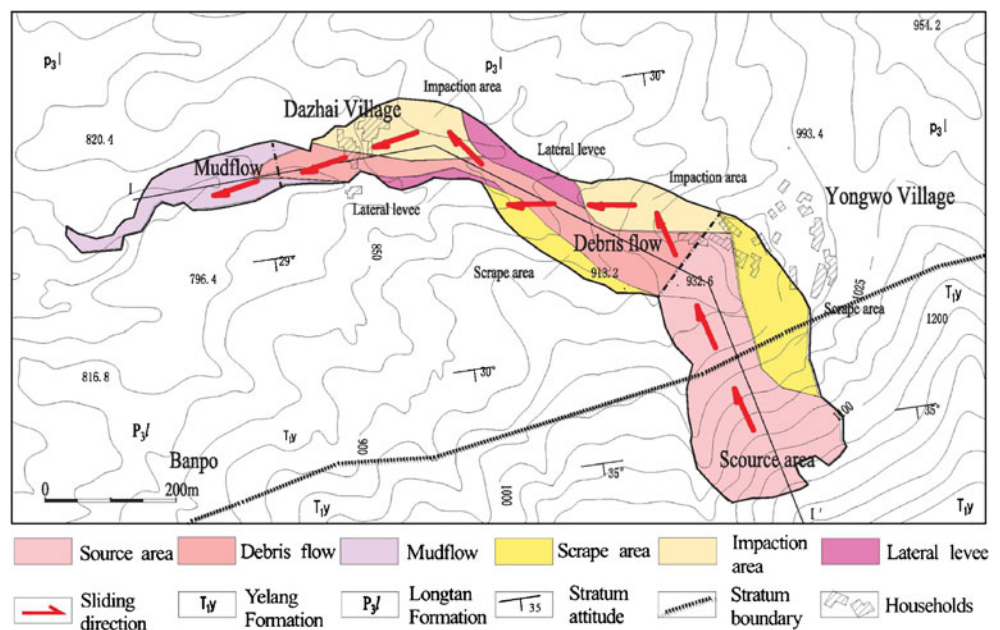 954.2
P₃l
P₃l
30°
Impaction area
Dazhai Village
993.4
P₃l
820.4
Lateral levee
Mudflow
Impaction area
I
Yongwo Village
Lateral levee
Debris flow
850
29°
Scrape area
913.2
932.6
796.4
1025
Scrape area
T₁y
1200
30°
816.8
1100
35°
P₃l
T₁y
900
Banpo
Scource area
0 200m
35°
1000
T₁y
I'
T₁y
Source area
Debris flow
Mudflow
Scrape area
Impaction
area
Lateral levee
Sliding
direction
T₁y
Yelang
Formation
P₃l
Longtan
Formation
35
Stratum
attitude
Stratum
boundary
Households